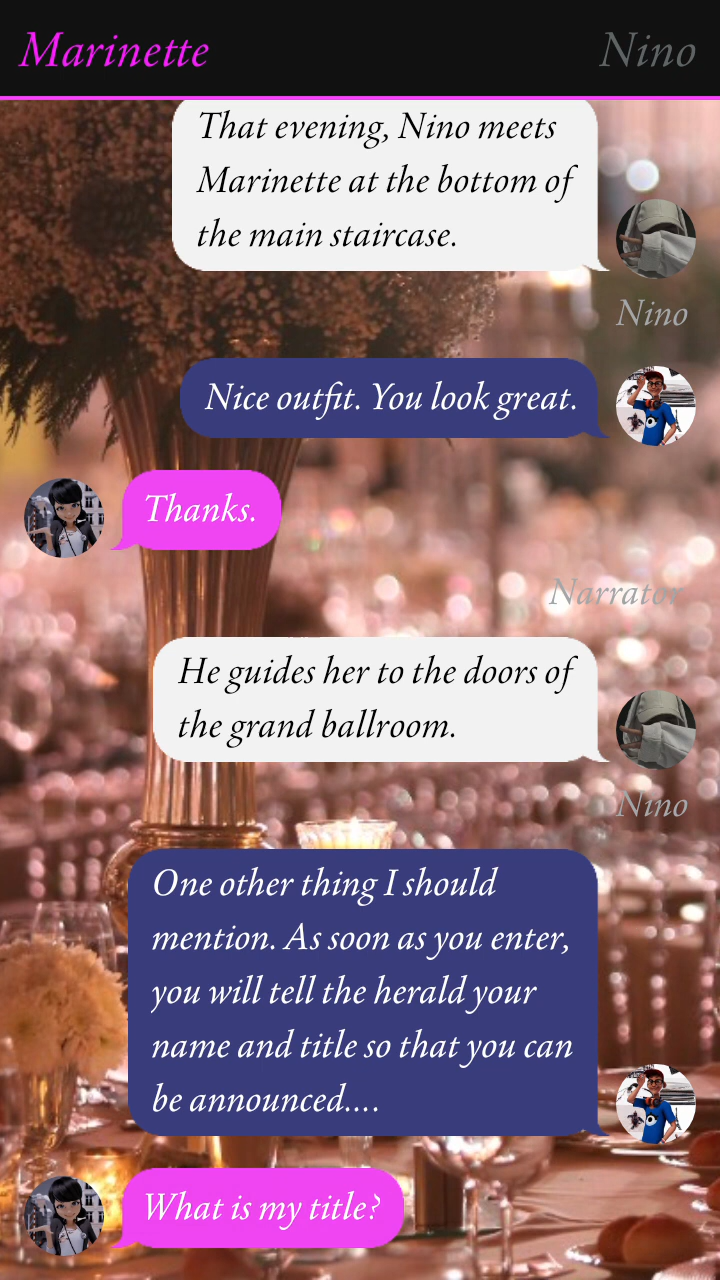 Marinette
Nino
That evening, Nino meets
Marinette at the bottom of
the main staircase.
Nino
Nice outfit. You look great.
Thanks.
Narrator
He guides her to the doors of
the grand ballroom.
Nino
One other thing I should
mention. As soon as you enter,
you will tell the herald your
name and title so that you can
be announced....
What is my title?